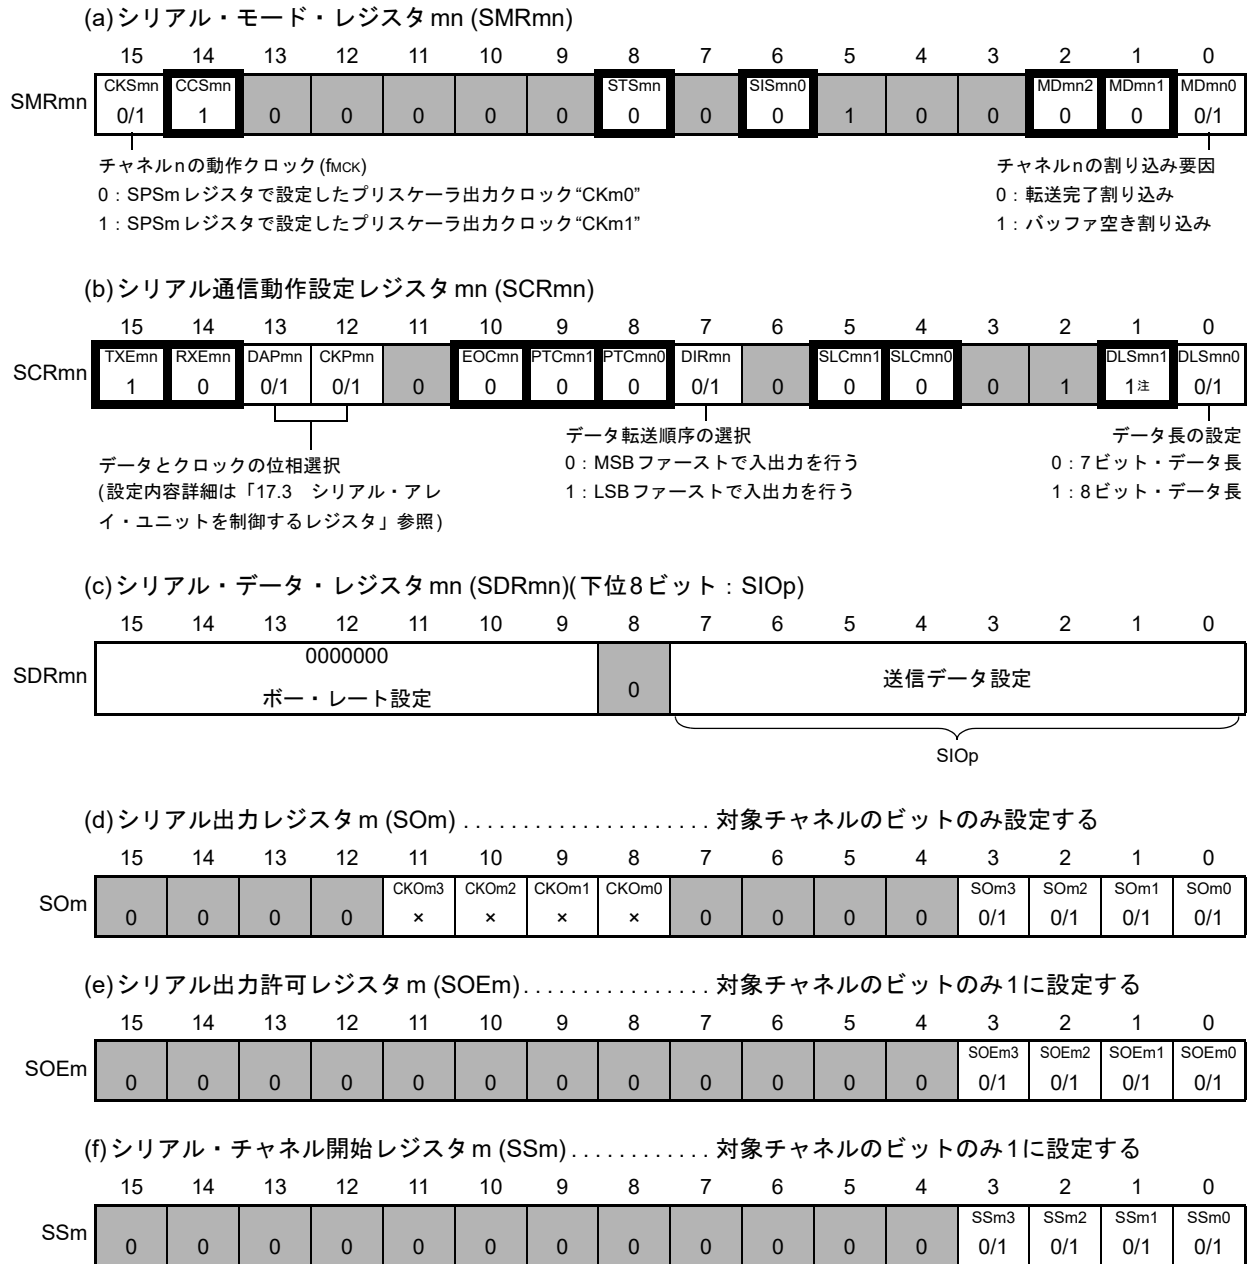 (a)シリアル・モード・レジスタmn (SMRmn)
15 14 13 12 11 10 9 8 7 6 5 4 3 2 1 0
CKSmn CCSmn STSmn SISmn0 MDmn2 MDmn1 MDmn0
SMRmn 0/1 1 0 0 0 0 0 0 0 0 1 0 0 0 0 0/1
チャネルnの動作クロック(fMCK)
0：SPSmレジスタで設定したプリスケーラ出力クロック“CKm0”
1：SPSmレジスタで設定したプリスケーラ出力クロック“CKm1”
チャネルnの割り込み要因
0：転送完了割り込み
1：バッファ空き割り込み
(b)シリアル通信動作設定レジスタmn (SCRmn)
15 14 13 12 11 10 9 8 7 6 5 4 3 2 1 0
TXEmn RXEmn DAPmn CKPmn EOCmn PTCmn1 PTCmn0 DIRmn SLCmn1 SLCmn0 DLSmn1 DLSmn0
SCRmn 1 0 0/1 0/1 0 0 0 0 0/1 0 0 0 0 1 1注 0/1
データとクロックの位相選択
(設定内容詳細は「17.3 シリアル・アレ
イ・ユニットを制御するレジスタ」参照)
データ転送順序の選択
0：MSBファーストで入出力を行う
1：LSBファーストで入出力を行う
データ長の設定
0：7ビット・データ長
1：8ビット・データ長
(c)シリアル・データ・レジスタmn (SDRmn)(下位8ビット：SIOp)
15 14 13 12 11 10 9 8 7 6 5 4 3 2 1 0
SDRmn 0000000
ボー・レート設定 0 送信データ設定
SIOp
(d)シリアル出力レジスタm (SOm) . . . . . . . . . . . . . . . . . . . . . 対象チャネルのビットのみ設定する
15 14 13 12 11 10 9 8 7 6 5 4 3 2 1 0
CKOm3 CKOm2 CKOm1 CKOm0 SOm3 SOm2 SOm1 SOm0
SOm 0 0 0 0 × × × × 0 0 0 0 0/1 0/1 0/1 0/1
(e)シリアル出力許可レジスタm (SOEm). . . . . . . . . . . . . . . . 対象チャネルのビットのみ1に設定する
15 14 13 12 11 10 9 8 7 6 5 4 3 2 1 0
SOEm3 SOEm2 SOEm1 SOEm0
SOEm 0 0 0 0 0 0 0 0 0 0 0 0 0/1 0/1 0/1 0/1
(f)シリアル・チャネル開始レジスタm (SSm) . . . . . . . . . . . . 対象チャネルのビットのみ1に設定する
15 14 13 12 11 10 9 8 7 6 5 4 3 2 1 0
SSm3 SSm2 SSm1 SSm0
SSm 0 0 0 0 0 0 0 0 0 0 0 0 0/1 0/1 0/1 0/1